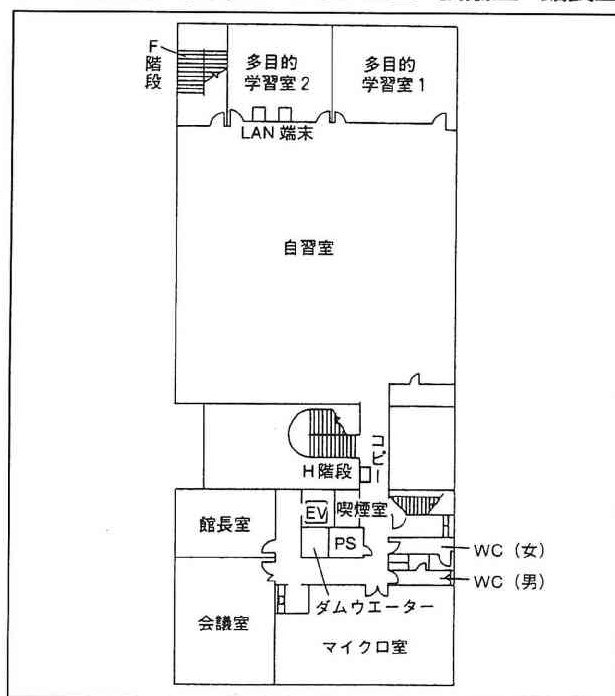 F
階
段
多目的
学習室2
多目的
学習室1
LAN 端末
自習室
コピー
H階段
EV
喫煙室
館長室
PS
WC（女）
WC（男）
ダムウエーター
会議室
マイクロ室